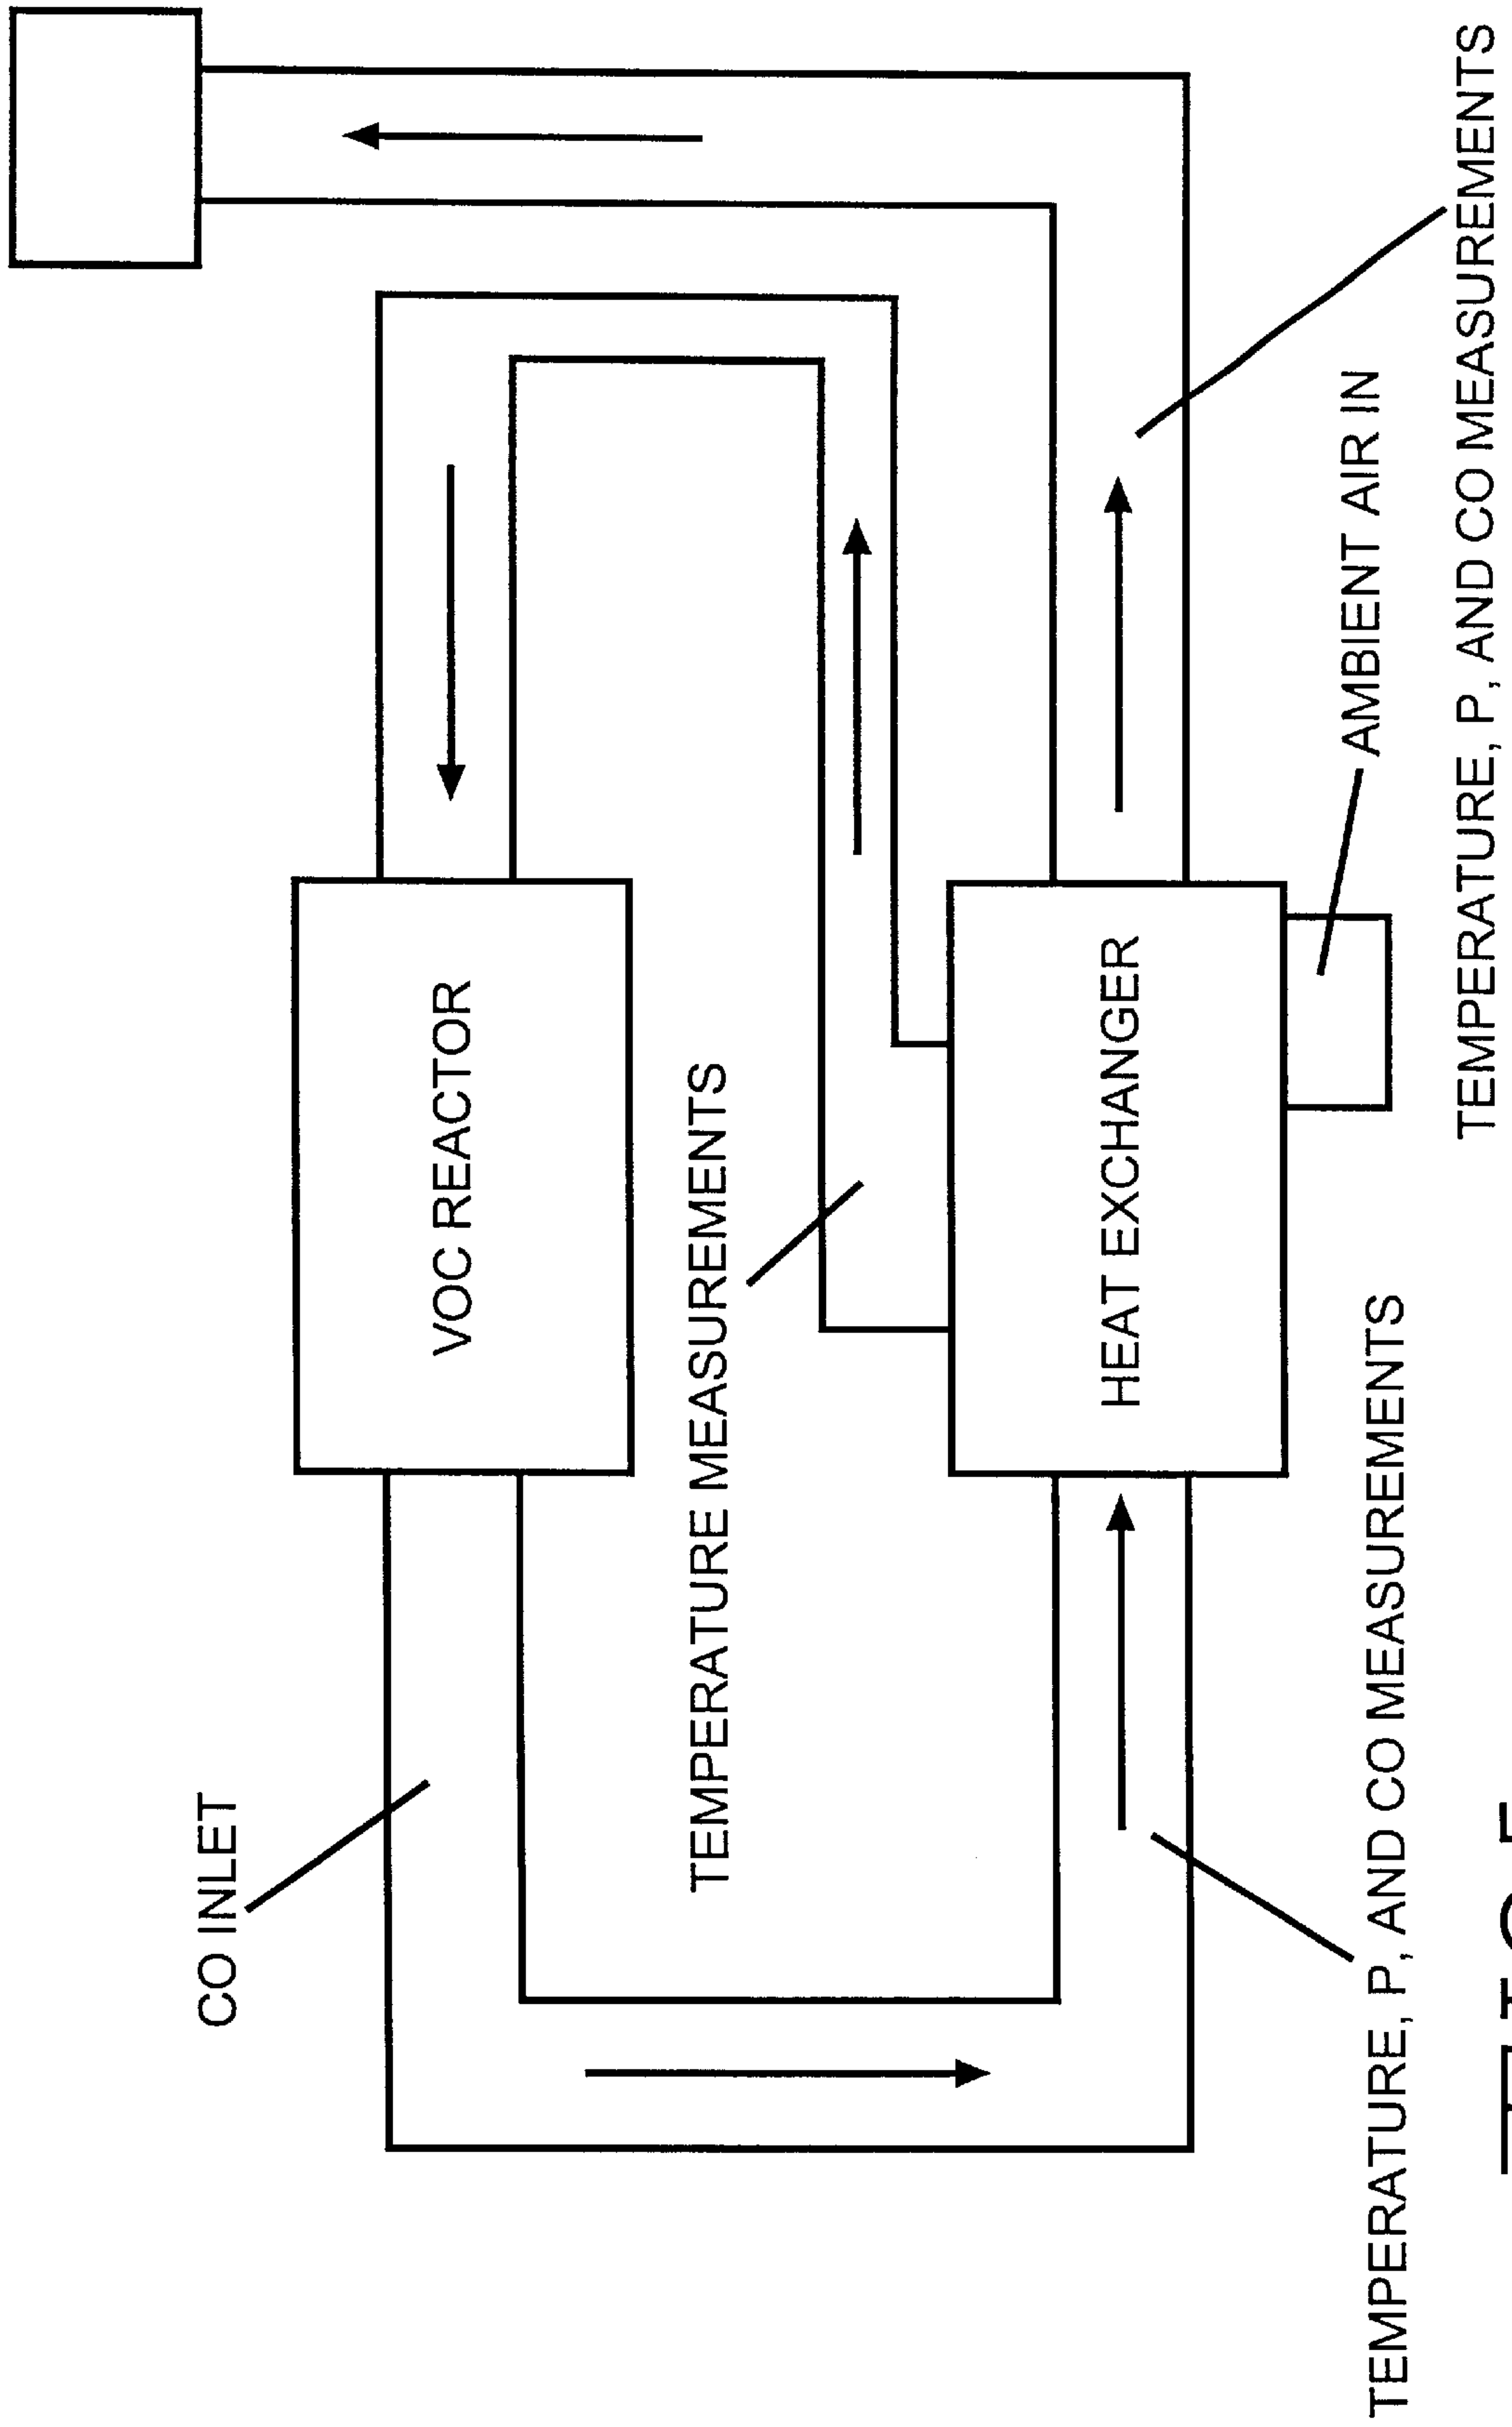 CO INLET
VOC REACTOR
TEMPERATURE MEASUREMENTS
HEAT EXCHANGER
AMBIENT AIR IN
TEMPERATURE, P, AND CO MEASUREMENTS
TEMPERATURE, P, AND CO MEASUREMENTS